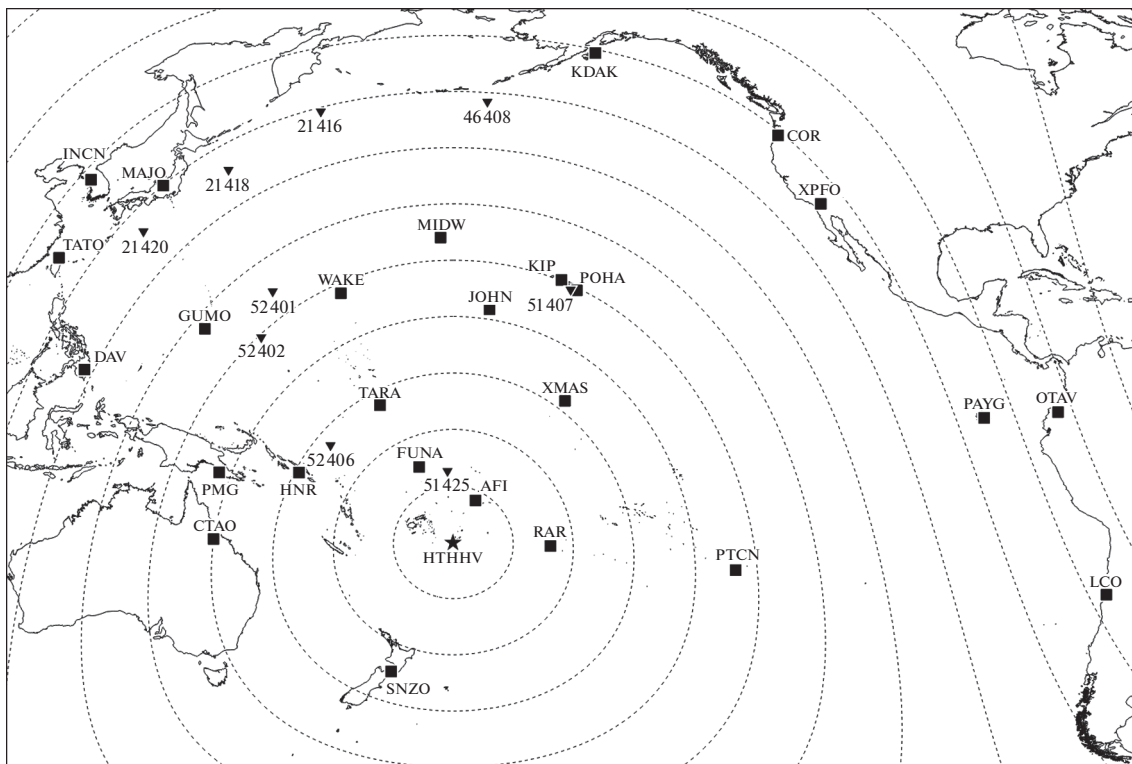 KDAK
21416
46408
COR
INCN
MAJO
21418
XPFO
MIDW
21420
TATO
KIP
POHA
WAKE
JOHN
51407
52401
GUMO
52402
DAV
TARA
XMAS
PAYG
OTAV
52406
FUNA
51425
AFI
PMG
HNR
CTAO
RAR
HTHHV
PTCN
LCO
SNZO